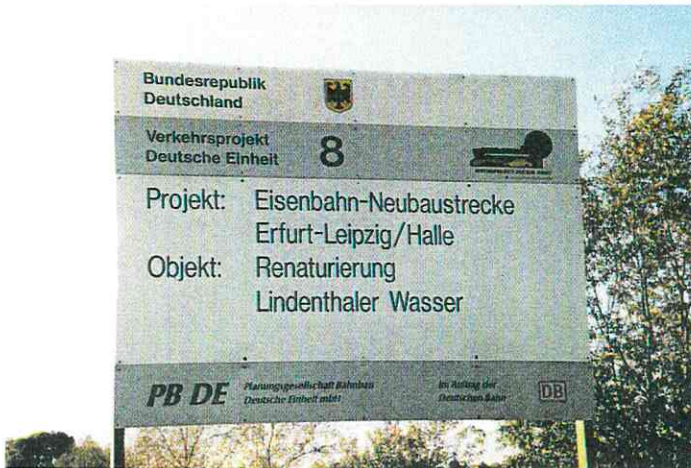 Bundesrepublik
Deutschland
Verkehrsprojekt
Deutsche Einheit 8
Projekt: Eisenbahn-Neubaustrecke
Erfurt-Leipzig/Halle
Objekt: Renaturierung
Lindenthaler Wasser
PB DE
Planungsgesellschaft Bahnbau
Deutsche Einheit mbH
Im Auftrag der
Deutschen Bahn
DB